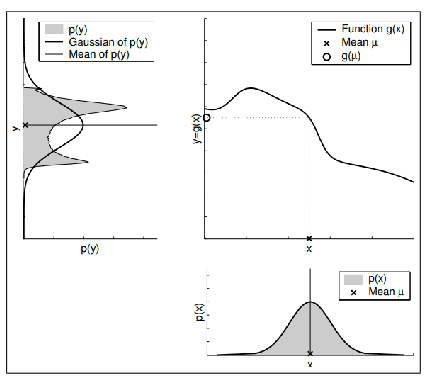 p(y)
Gaussian of p(y)
Mean of p(y)
y
p(y)
Function g(x)
Mean μ
g(μ)
y=g(x)
x
p(x)
Mean μ
p(x)
x